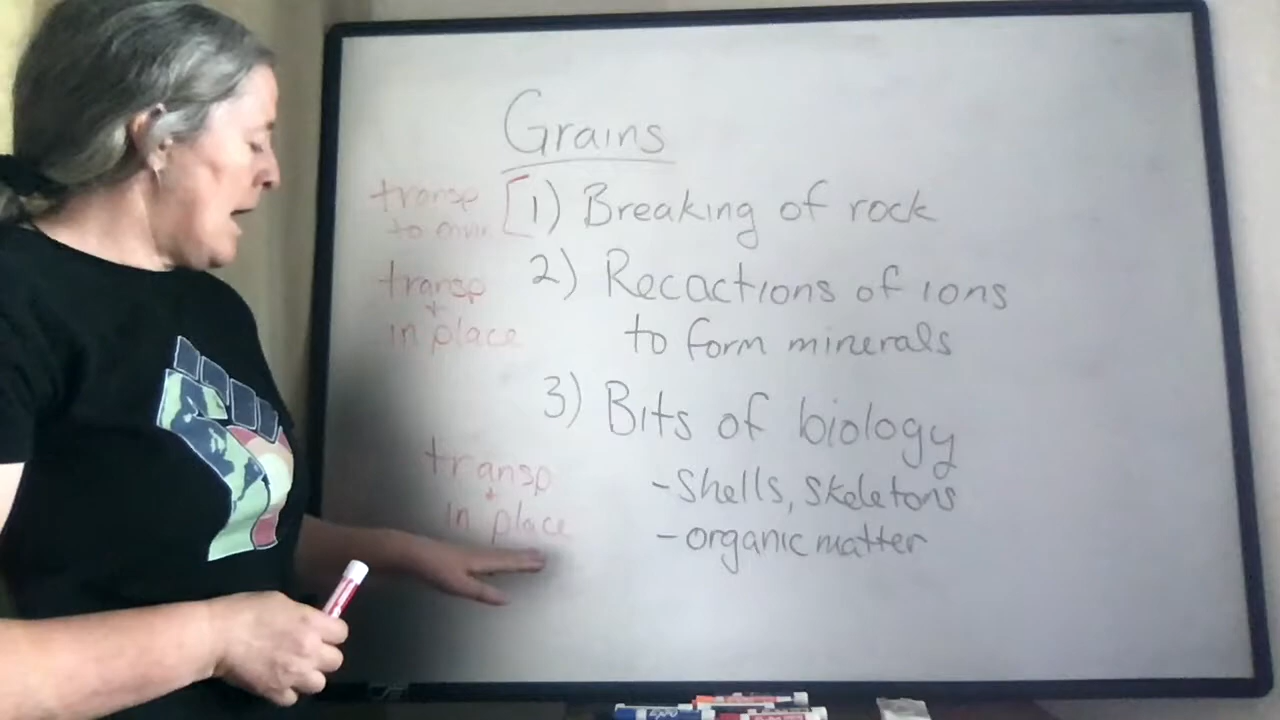 Grains
transp [1) Breaking of rock
to envir.
transp 2) Recactions of ions
+
in place to form minerals
3) Bits of biology
transp -Shells, skeletons
+
in place -organic matter
EXPO